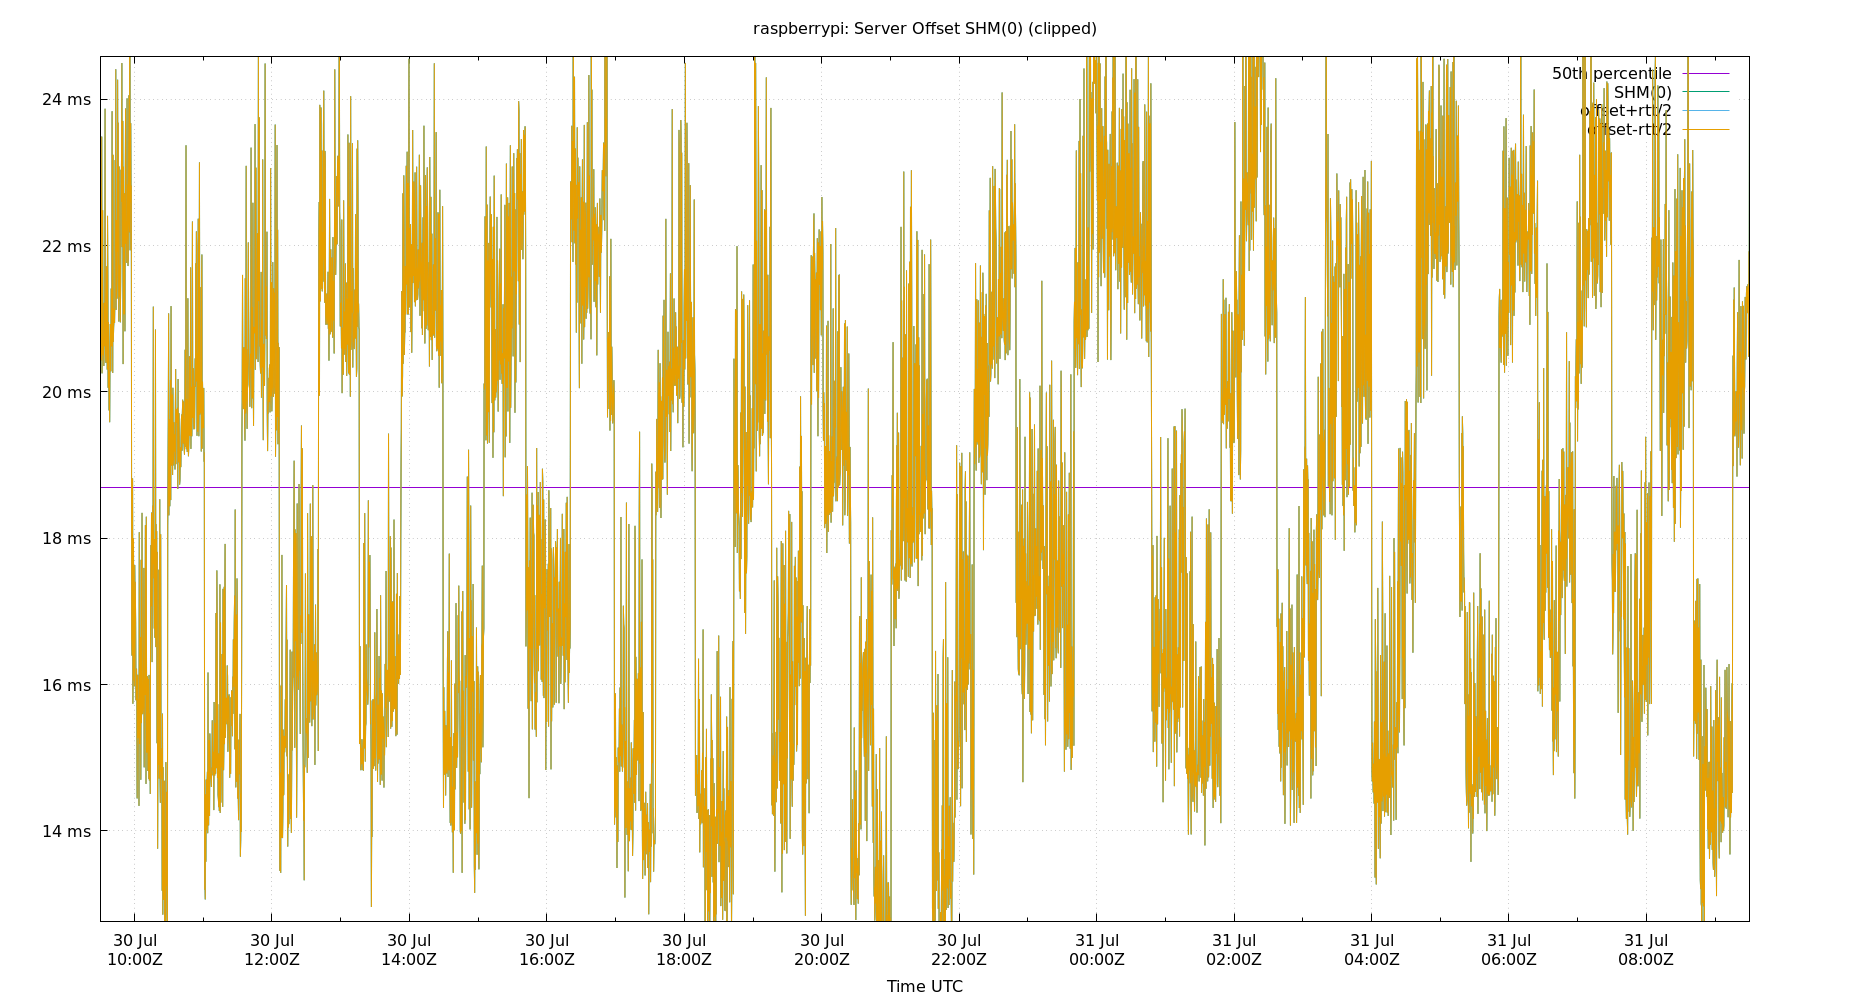 raspberrypi: Server Offset SHM(0) (clipped)
50th percentile
SHM(0)
offset+rtt/2
offset-rtt/2
24 ms
22 ms
20 ms
18 ms
16 ms
14 ms
30 Jul 30 Jul 30 Jul 30 Jul 30 Jul 30 Jul 30 Jul 31 Jul 31 Jul 31 Jul 31 Jul 31 Jul
10:00Z 12:00Z 14:00Z 16:00Z 18:00Z 20:00Z 22:00Z 00:00Z 02:00Z 04:00Z 06:00Z 08:00Z
Time UTC